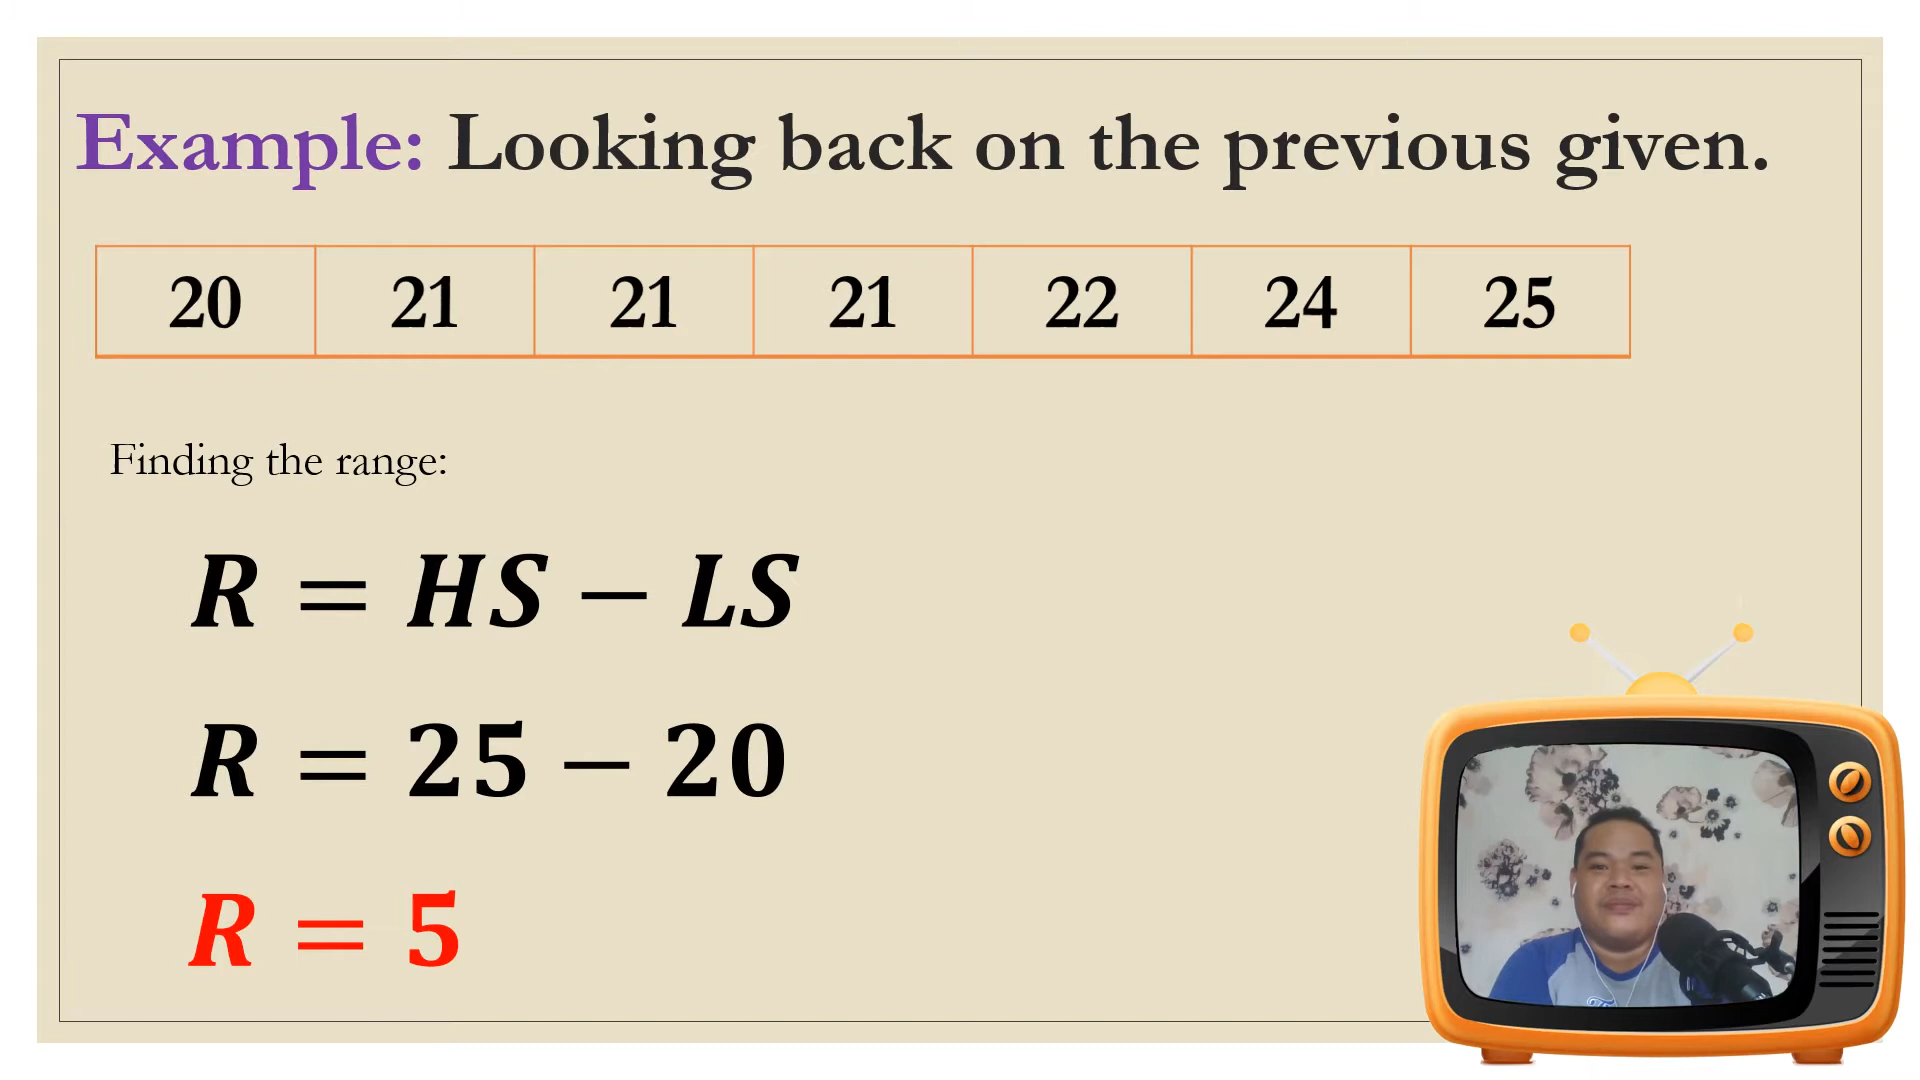 Example: Looking back on the previous given.
20 21 21 21 22 24 25
Finding the range:
R = HS − LS
R = 25 − 20
R = 5